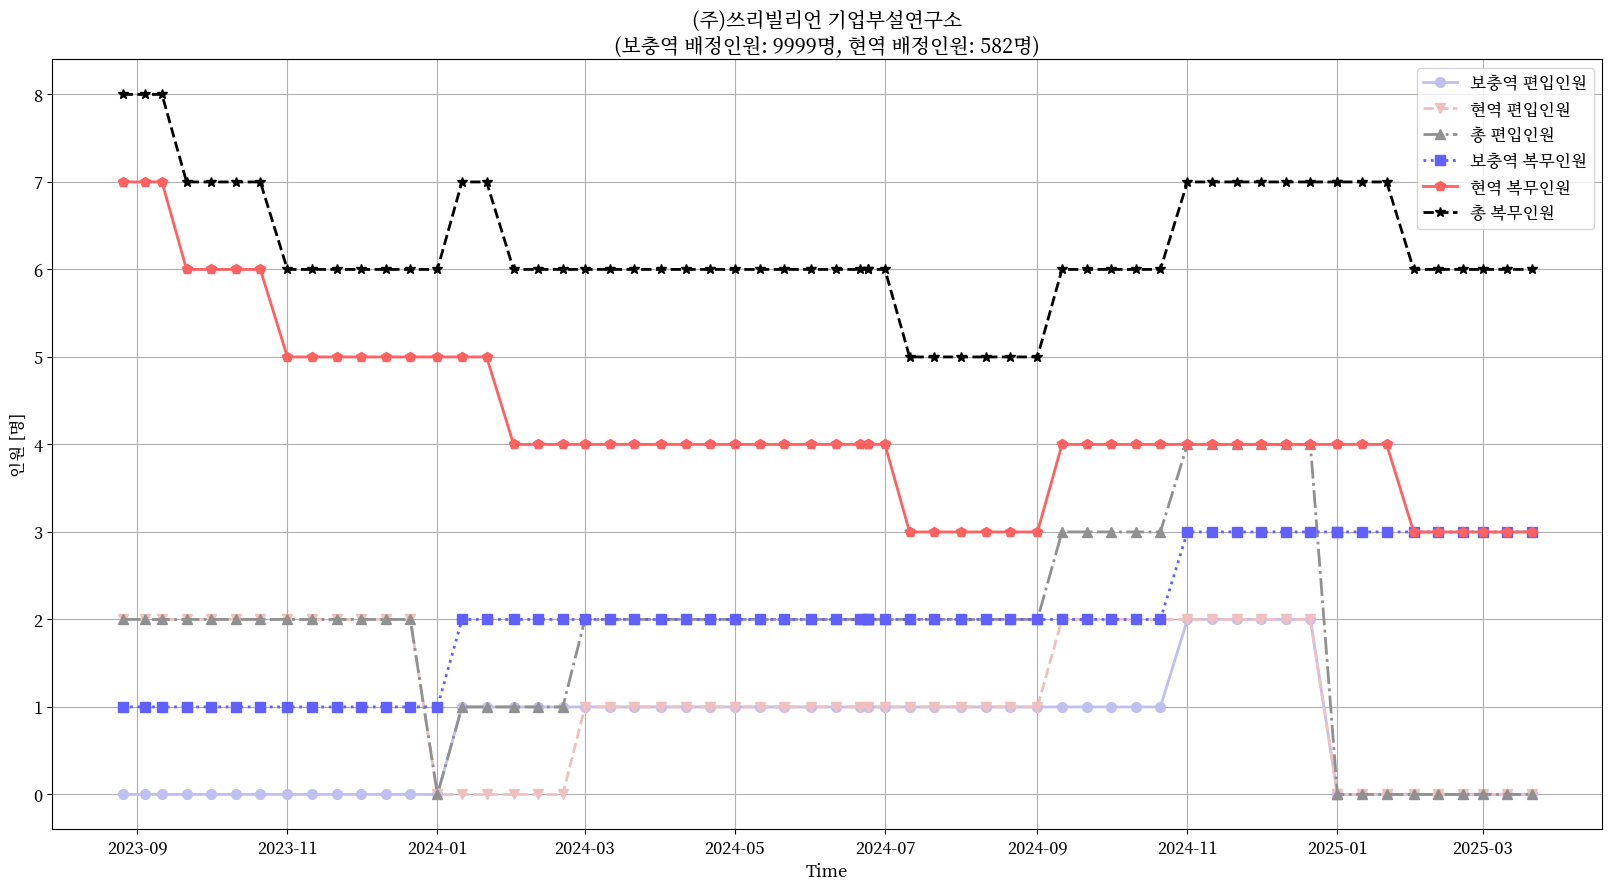 (주)쓰리빌리언 기업부설연구소
(보충역 배정인원: 9999명, 현역 배정인원: 582명)
보충역 편입인원
현역 편입인원
총 편입인원
보충역 복무인원
현역 복무인원
총 복무인원
인원 [명]
8
7
6
5
4
3
2
1
0
2023-09
2023-11
2024-01
2024-03
2024-05
2024-07
2024-09
2024-11
2025-01
2025-03
Time